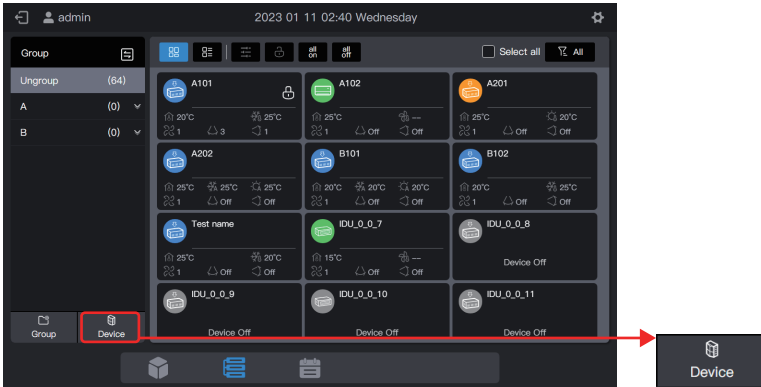 admin
2023 01 11 02:40 Wednesday
Group
all on
all off
Select all
All
Ungroup (64)
A (0)
B (0)
A101
20°C 25°C
1 3 1
A102
25°C --
1 Off Off
A201
25°C 20°C
1 Off Off
A202
25°C 25°C 25°C
1 Off Off
B101
20°C 20°C 20°C
1 Off Off
B102
20°C 25°C
1 Off Off
Test name
25°C 20°C
1 Off Off
IDU_0_0_7
15°C --
1 Off Off
IDU_0_0_8
Device Off
IDU_0_0_9
Device Off
IDU_0_0_10
Device Off
IDU_0_0_11
Device Off
Group
Device
Device